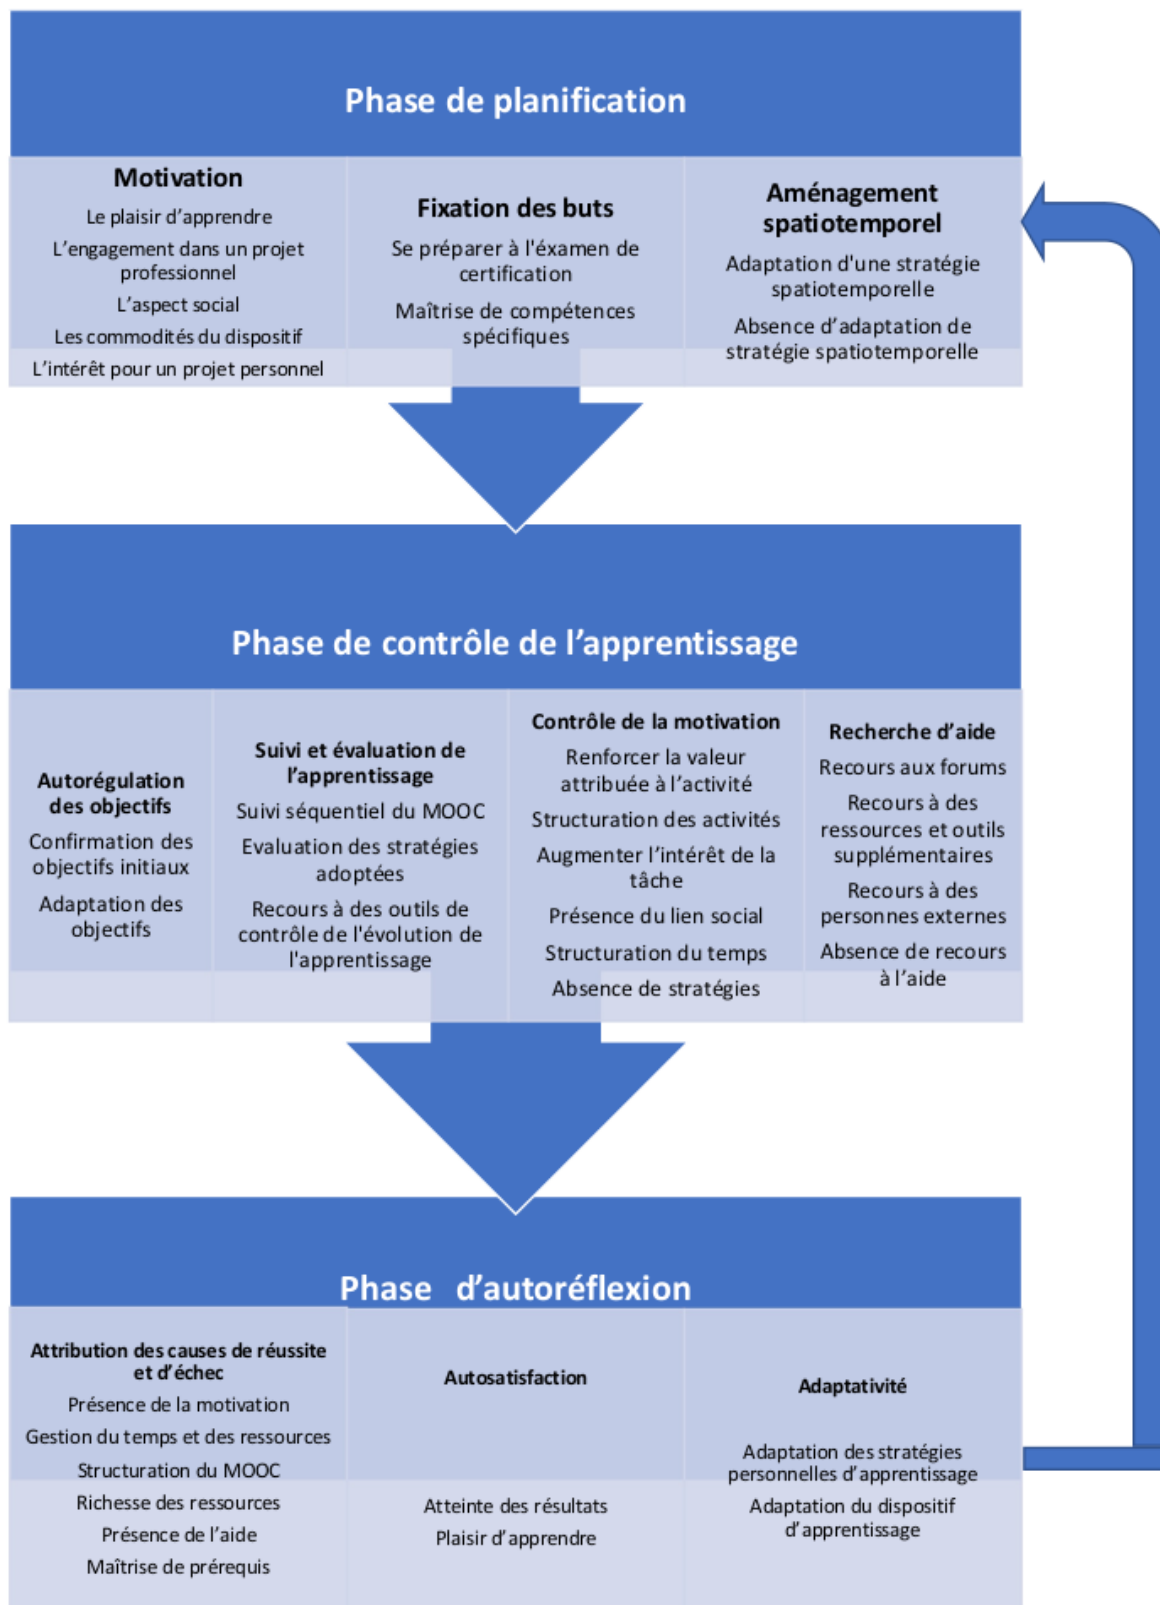 Phase de planification
Motivation
Le plaisir d'apprendre
L'engagement dans un projet
professionnel
L'aspect social
Les commodités du dispositif
L'intérêt pour un projet personnel
Fixation des buts
Se préparer à l'éxamen de
certification
Maîtrise de compétences
spécifiques
Aménagement
spatiotemporel
Adaptation d'une stratégie
spatiotemporelle
Absence d'adaptation de
stratégie spatiotemporelle
Phase de contrôle de l'apprentissage
Autorégulation
des objectifs
Confirmation des
objectifs initiaux
Adaptation des
objectifs
Suivi et évaluation de
l'apprentissage
Suivi séquentiel du MOOC
Evaluation des stratégies
adoptées
Recours à des outils de
contrôle de l'évolution de
l'apprentissage
Contrôle de la motivation
Renforcer la valeur
attribuée à l'activité
Structuration des activités
Augmenter l'intérêt de la
tâche
Présence du lien social
Structuration du temps
Absence de stratégies
Recherche d'aide
Recours aux forums
Recours à des
ressources et outils
supplémentaires
Recours à des
personnes externes
Absence de recours
à l'aide
Phase d'autoréflexion
Attribution des causes de réussite
et d'échec
Présence de la motivation
Gestion du temps et des ressources
Structuration du MOOC
Richesse des ressources
Présence de l'aide
Maîtrise de prérequis
Autosatisfaction
Atteinte des résultats
Plaisir d'apprendre
Adaptativité
Adaptation des stratégies
personnelles d'apprentissage
Adaptation du dispositif
d'apprentissage